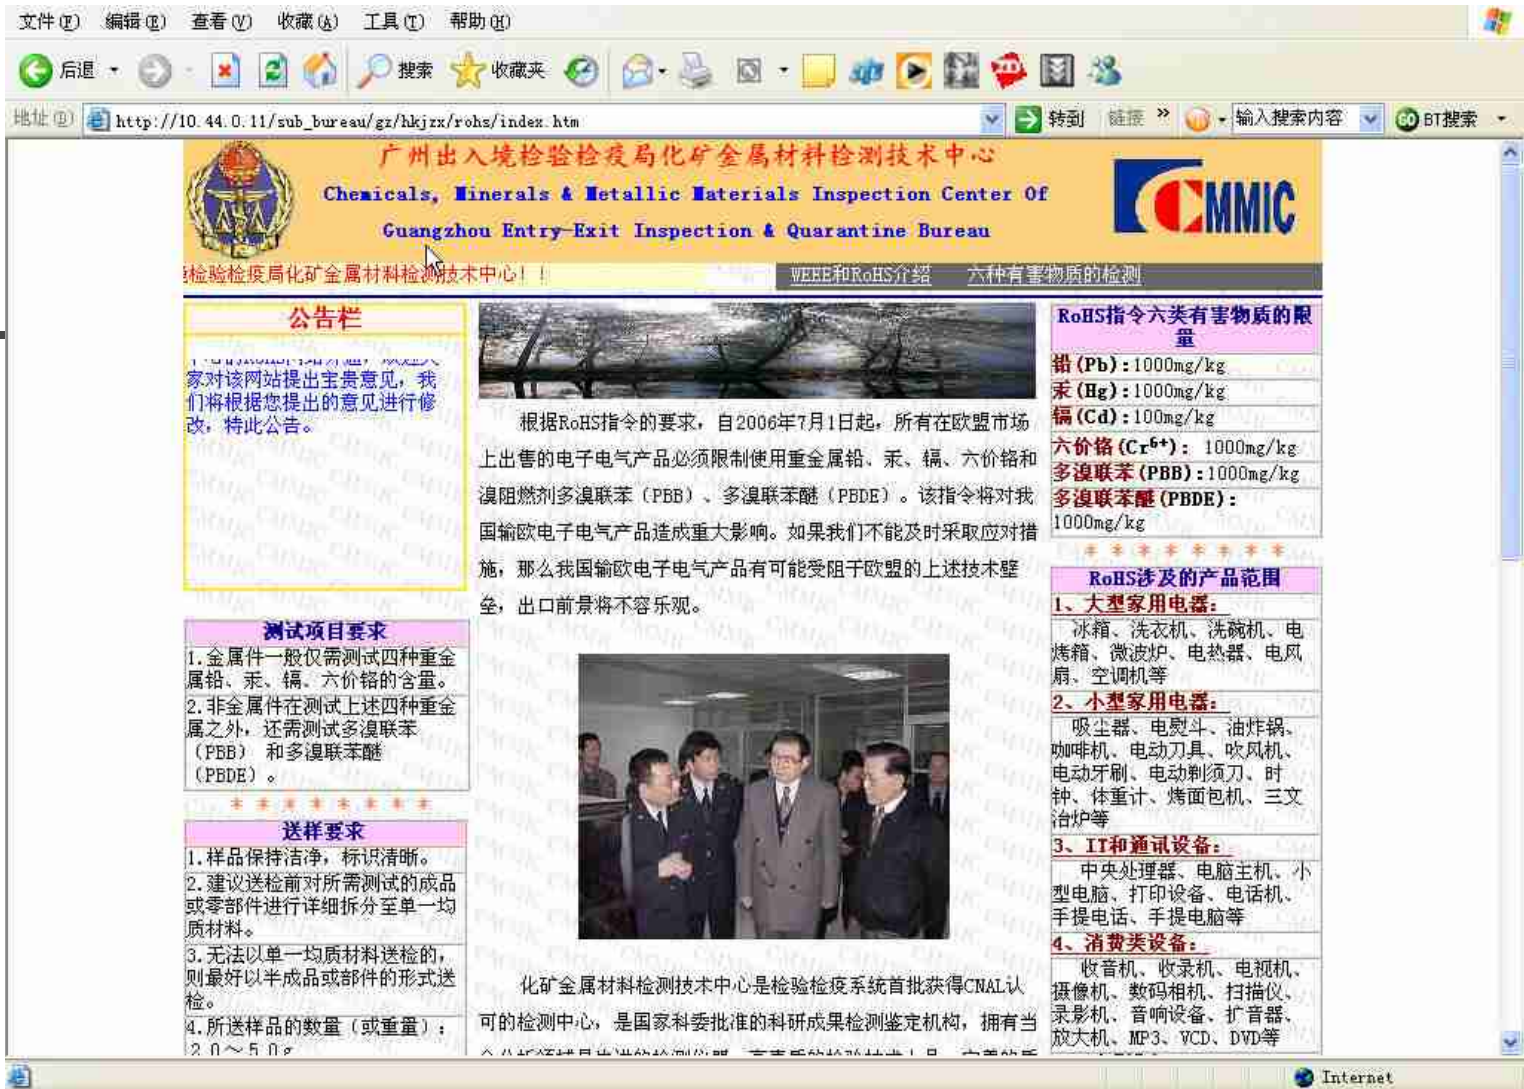 文件(F) 编辑(E) 查看(V) 收藏(A) 工具(T) 帮助(H)
后退 搜索 收藏夹
地址(D) http://10.44.0.11/sub_bureau/gz/hkjzx/rohs/index.htm 转到 链接 » 输入搜索内容 GO BT搜索
广州出入境检验检疫局化矿金属材料检测技术中心
Chemicals, Minerals & Metallic Materials Inspection Center Of
Guangzhou Entry-Exit Inspection & Quarantine Bureau
CMMIC
检验检疫局化矿金属材料检测技术中心!!
WEEE和RoHS介绍 六种有害物质的检测
公告栏
家对该网站提出宝贵意见，我
们将根据您提出的意见进行修
改，特此公告。
测试项目要求
1.金属件一般仅需测试四种重金
属铅、汞、镉、六价铬的含量。
2.非金属件在测试上述四种重金
属之外，还需测试多溴联苯
（PBB） 和多溴联苯醚
（PBDE）。
* * * * * * * *
送样要求
1.样品保持洁净，标识清晰。
2.建议送检前对所需测试的成品
或零部件进行详细拆分至单一均
质材料。
3.无法以单一均质材料送检的，
则最好以半成品或部件的形式送
检。
4.所送样品的数量（或重量）：
20～50g
根据RoHS指令的要求，自2006年7月1日起，所有在欧盟市场
上出售的电子电气产品必须限制使用重金属铅、汞、镉、六价铬和
溴阻燃剂多溴联苯（PBB）、多溴联苯醚（PBDE）。该指令将对我
国输欧电子电气产品造成重大影响。如果我们不能及时采取应对措
施，那么我国输欧电子电气产品有可能受阻于欧盟的上述技术壁
垒，出口前景将不容乐观。
化矿金属材料检测技术中心是检验检疫系统首批获得CNAL认
可的检测中心，是国家科委批准的科研成果检测鉴定机构，拥有当
RoHS指令六类有害物质的限
量
铅(Pb):1000mg/kg
汞(Hg):1000mg/kg
镉(Cd):100mg/kg
六价铬(Cr6+): 1000mg/kg
多溴联苯(PBB):1000mg/kg
多溴联苯醚(PBDE):
1000mg/kg
* * * * * * * *
RoHS涉及的产品范围
1、大型家用电器：
冰箱、洗衣机、洗碗机、电
烤箱、微波炉、电热器、电风
扇、空调机等
2、小型家用电器：
吸尘器、电熨斗、油炸锅、
咖啡机、电动刀具、吹风机、
电动牙刷、电动剃须刀、时
钟、体重计、烤面包机、三文
治炉等
3、IT和通讯设备：
中央处理器、电脑主机、小
型电脑、打印设备、电话机、
手提电话、手提电脑等
4、消费类设备：
收音机、收录机、电视机、
摄像机、数码相机、扫描仪、
录影机、音响设备、扩音器、
放大机、MP3、VCD、DVD等
Internet